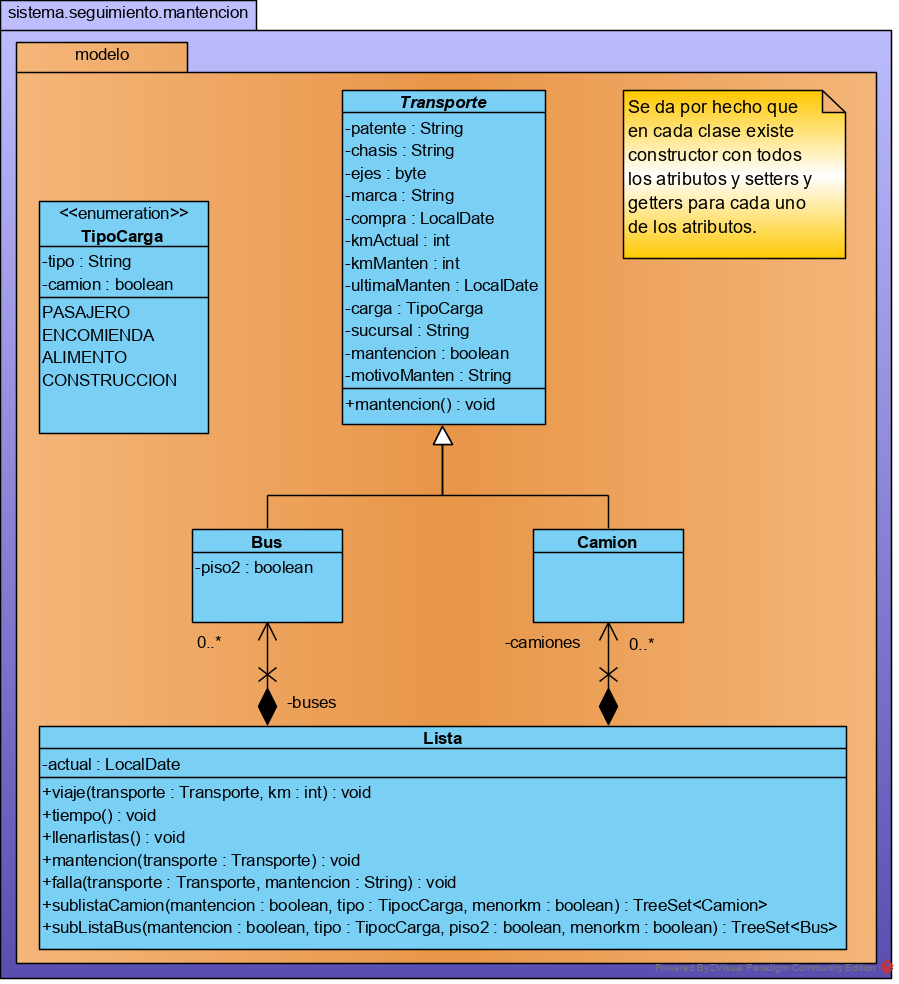 sistema.seguimiento.mantencion
modelo
Transporte
-patente : String
-chasis : String
-ejes : byte
-marca : String
-compra : LocalDate
-kmActual : int
-kmManten : int
-ultimaManten : LocalDate
-carga : TipoCarga
-sucursal : String
-mantencion : boolean
-motivoManten : String
+mantencion() : void
Se da por hecho que
en cada clase existe
constructor con todos
los atributos y setters y
getters para cada uno
de los atributos.
<<enumeration>>
TipoCarga
-tipo : String
-camion : boolean
PASAJERO
ENCOMIENDA
ALIMENTO
CONSTRUCCION
Bus
-piso2 : boolean
Camion
0..*
-camiones
0..*
-buses
Lista
-actual : LocalDate
+viaje(transporte : Transporte, km : int) : void
+tiempo() : void
+llenarlistas() : void
+mantencion(transporte : Transporte) : void
+falla(transporte : Transporte, mantencion : String) : void
+sublistaCamion(mantencion : boolean, tipo : TipocCarga, menorkm : boolean) : TreeSet<Camion>
+subListaBus(mantencion : boolean, tipo : TipocCarga, piso2 : boolean, menorkm : boolean) : TreeSet<Bus>
Powered By Visual Paradigm Community Edition